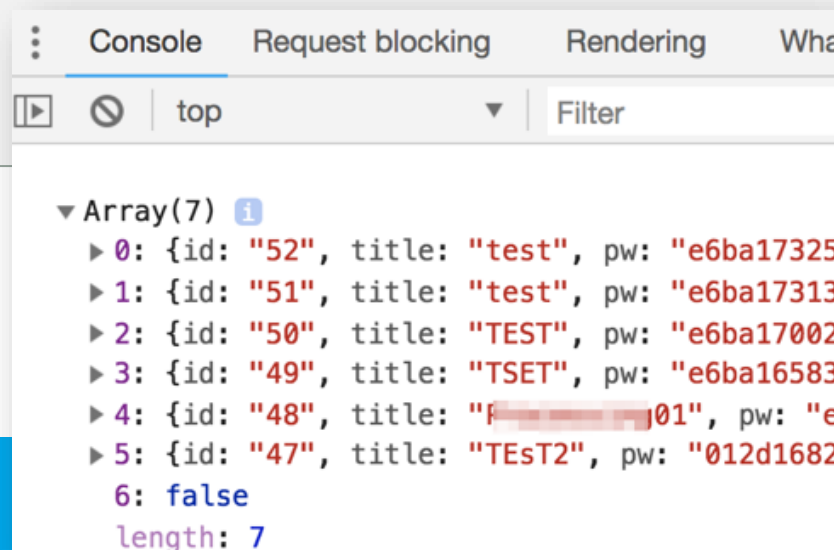 Console Request blocking Rendering
top Filter
Array(7) i
0: {id: "52", title: "test", pw: "e6ba17325
1: {id: "51", title: "test", pw: "e6ba17313
2: {id: "50", title: "TEST", pw: "e6ba17002
3: {id: "49", title: "TSET", pw: "e6ba16583
4: {id: "48", title: " 01", pw: "e
5: {id: "47", title: "TEsT2", pw: "012d1682
6: false
length: 7